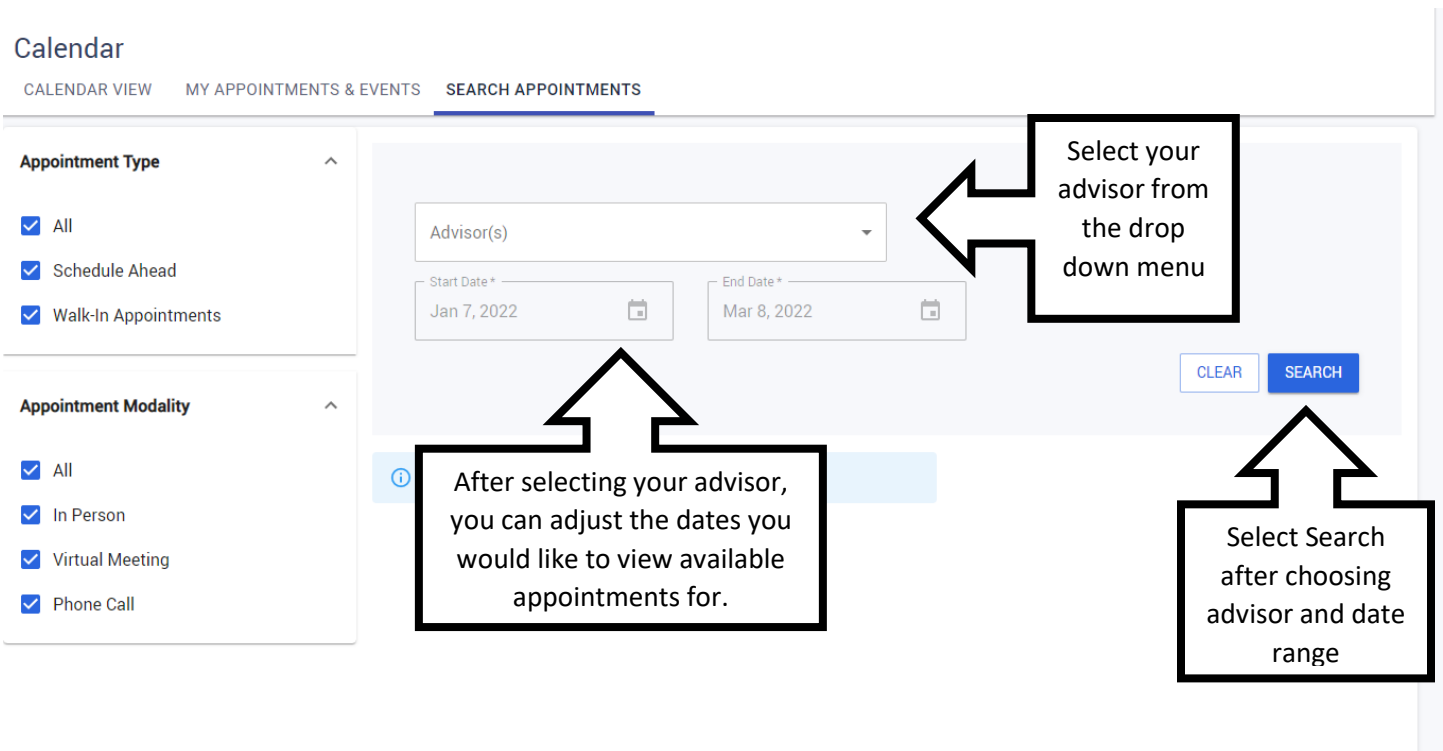 Calendar
CALENDAR VIEW MY APPOINTMENTS & EVENTS SEARCH APPOINTMENTS
Appointment Type
All
Schedule Ahead
Walk-In Appointments
Appointment Modality
All
In Person
Virtual Meeting
Phone Call
Advisor(s)
Start Date *
Jan 7, 2022
End Date *
Mar 8, 2022
CLEAR
SEARCH
Select your
advisor from
the drop
down menu
After selecting your advisor,
you can adjust the dates you
would like to view available
appointments for.
Select Search
after choosing
advisor and date
range